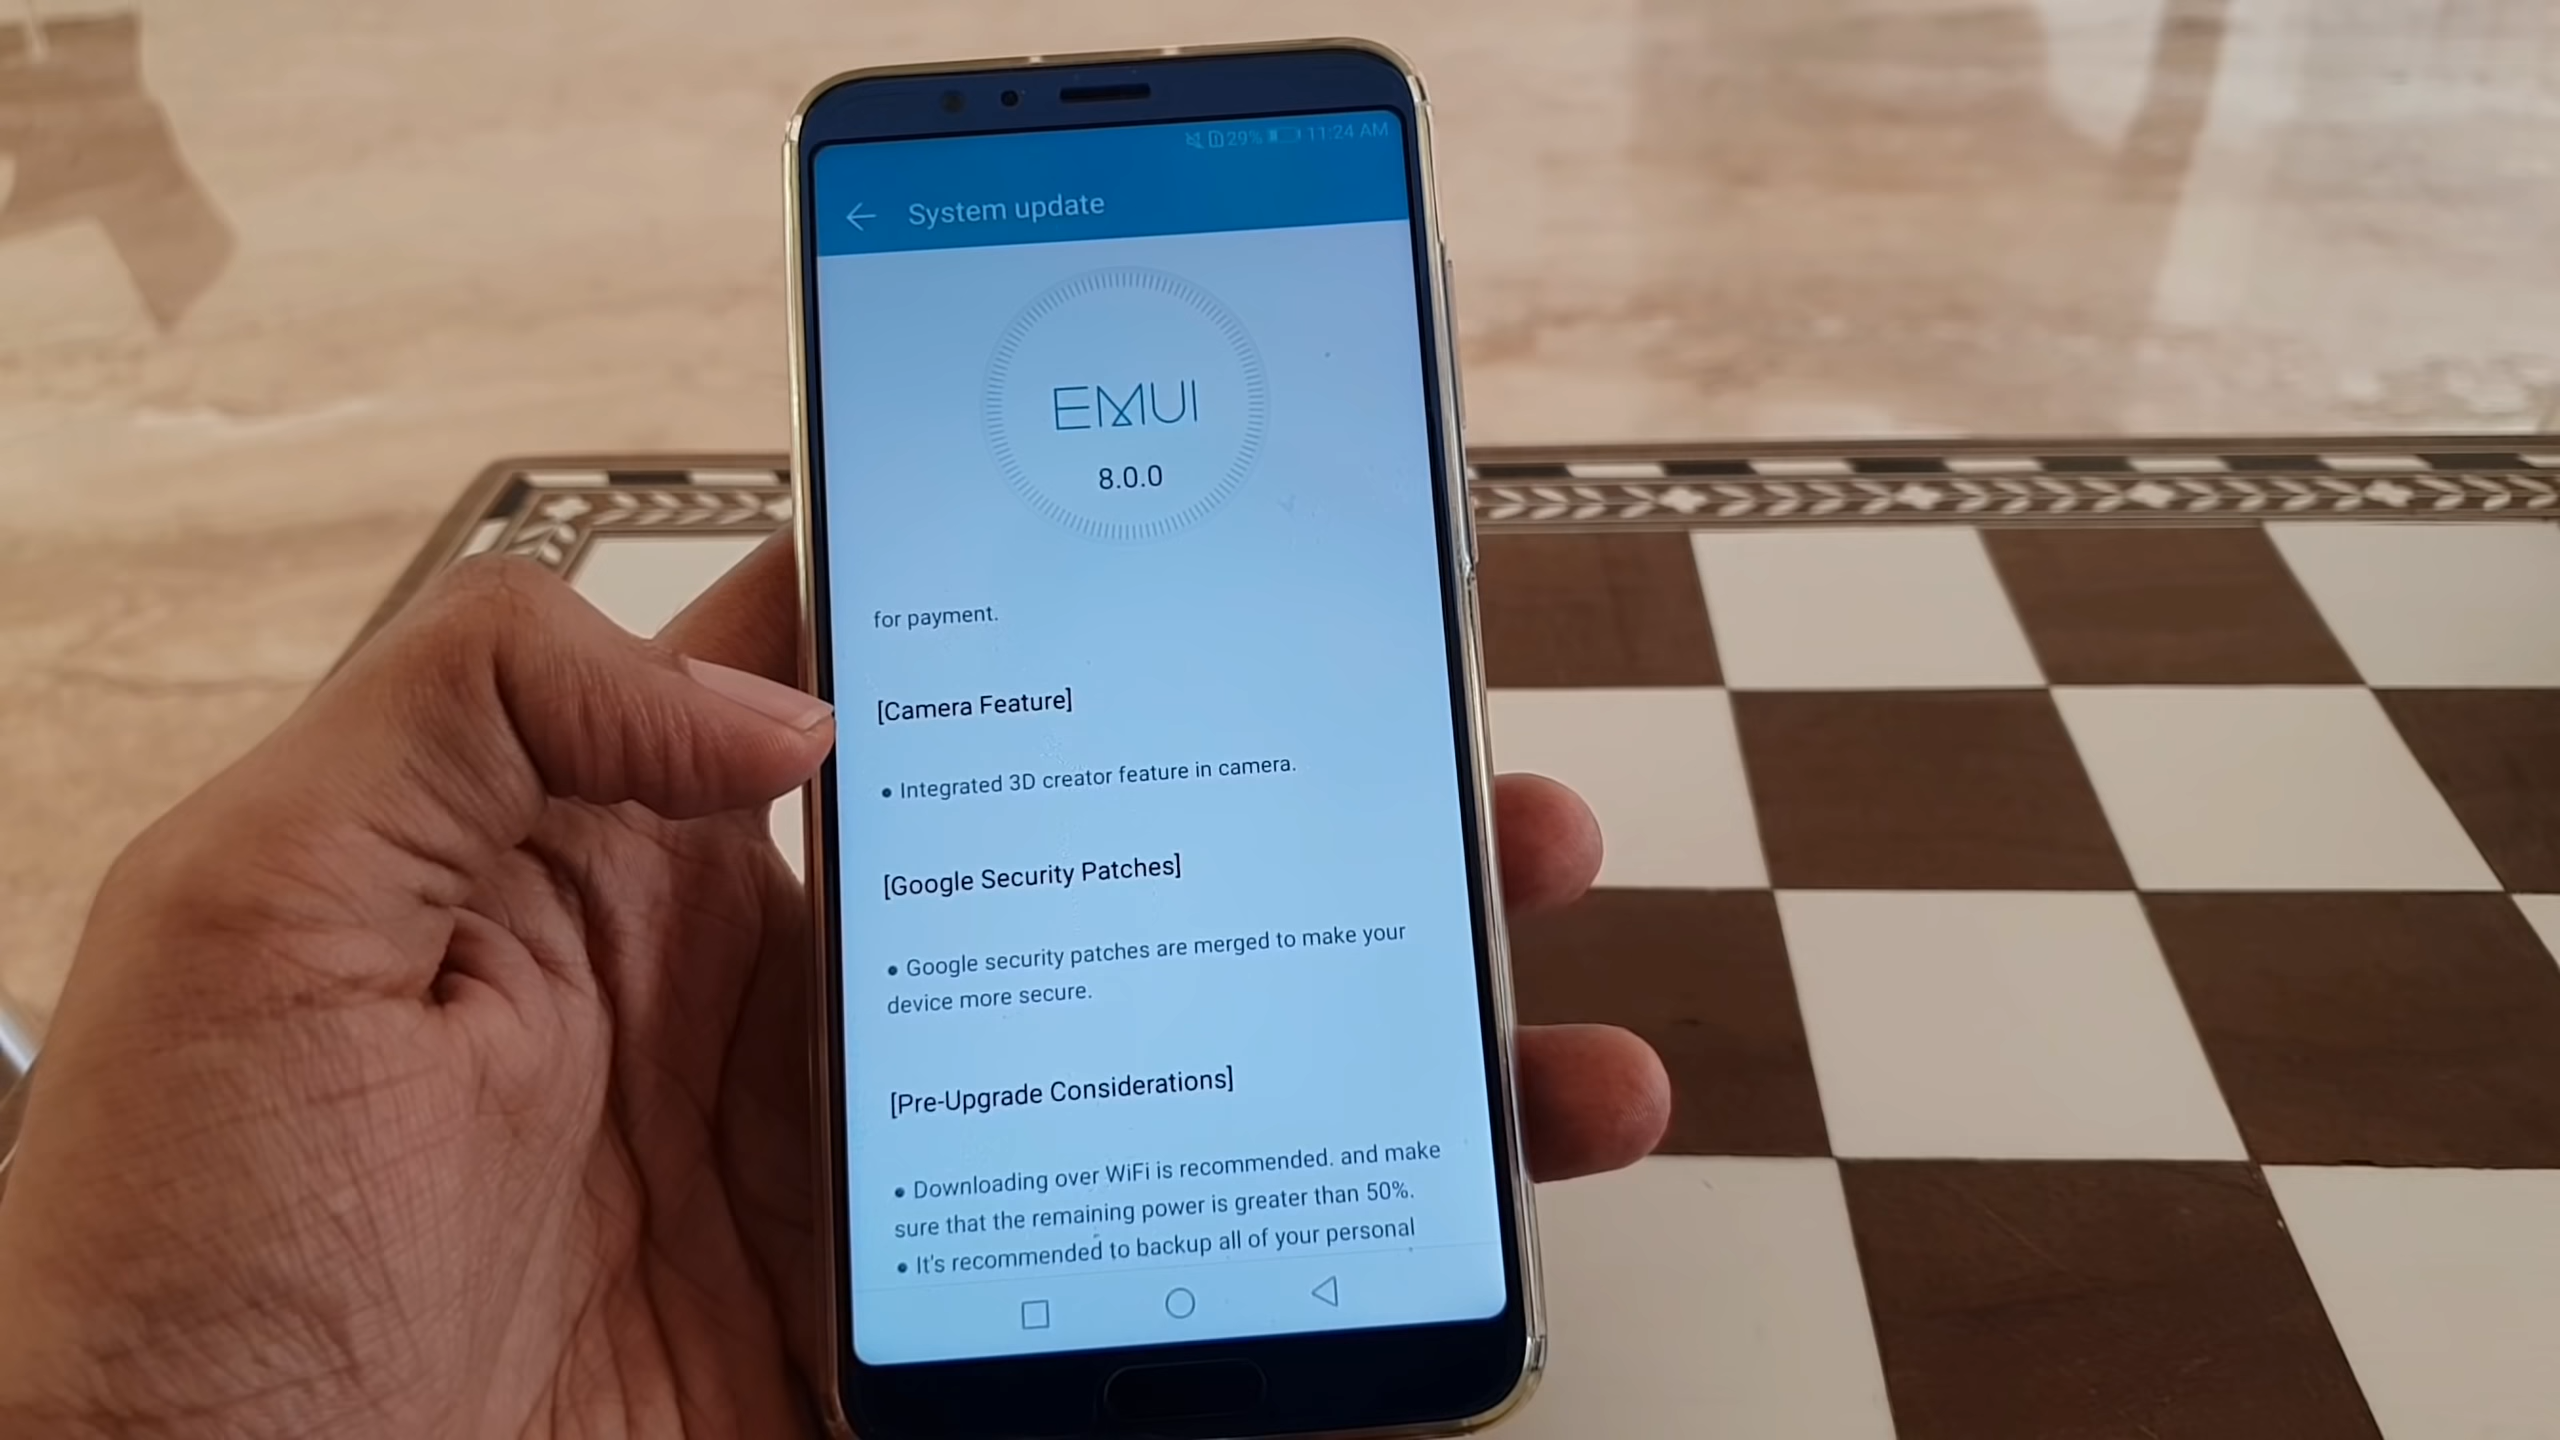 29% 11:24 AM
System update
EMUI
8.0.0
for payment.
[Camera Feature]
• Integrated 3D creator feature in camera.
[Google Security Patches]
• Google security patches are merged to make your
device more secure.
[Pre-Upgrade Considerations]
• Downloading over WiFi is recommended. and make
sure that the remaining power is greater than 50%.
• It's recommended to backup all of your personal